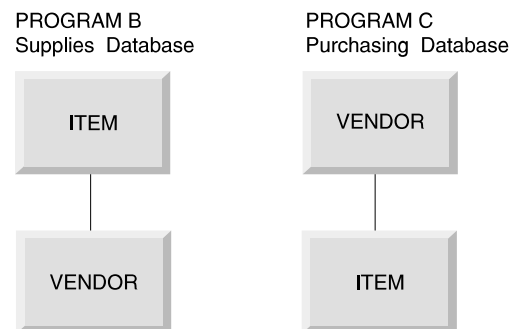 PROGRAM B
Supplies Database
ITEM
VENDOR
PROGRAM C
Purchasing Database
VENDOR
ITEM